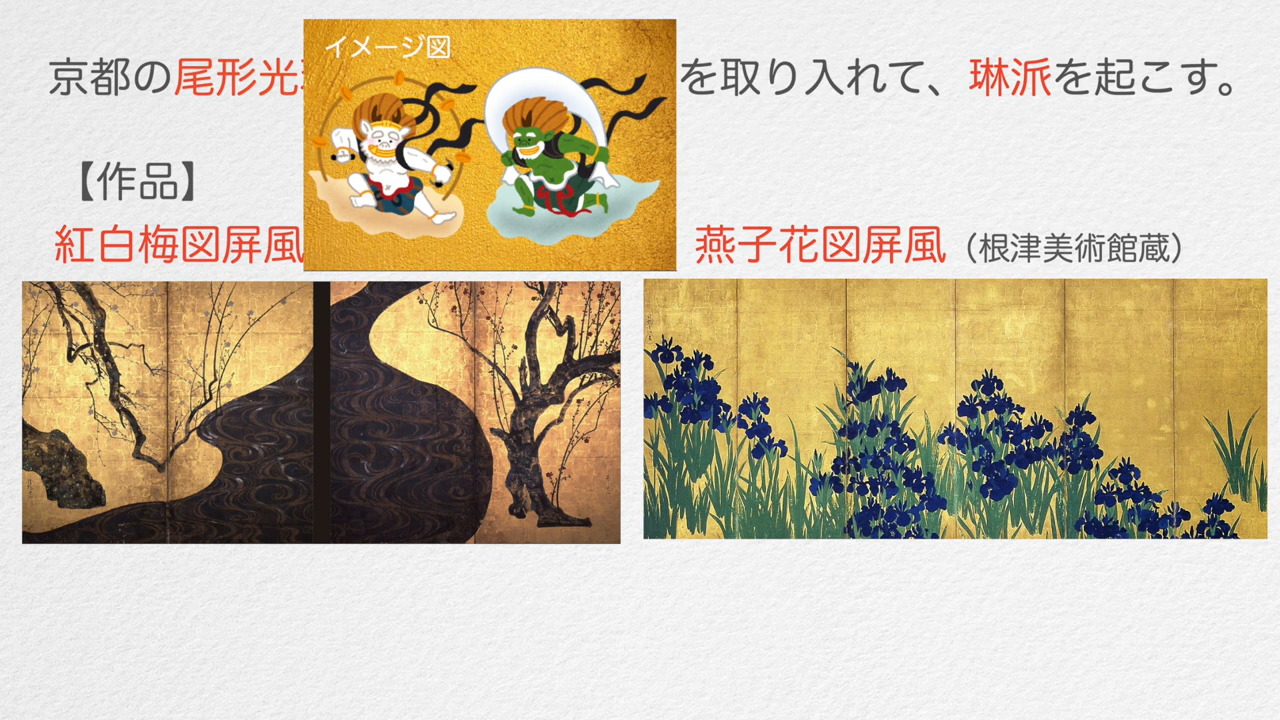 イメージ図
京都の尾形光
を取り入れて、琳派を起こす。
【作品】
紅白梅図屏風
燕子花図屏風（根津美術館蔵）